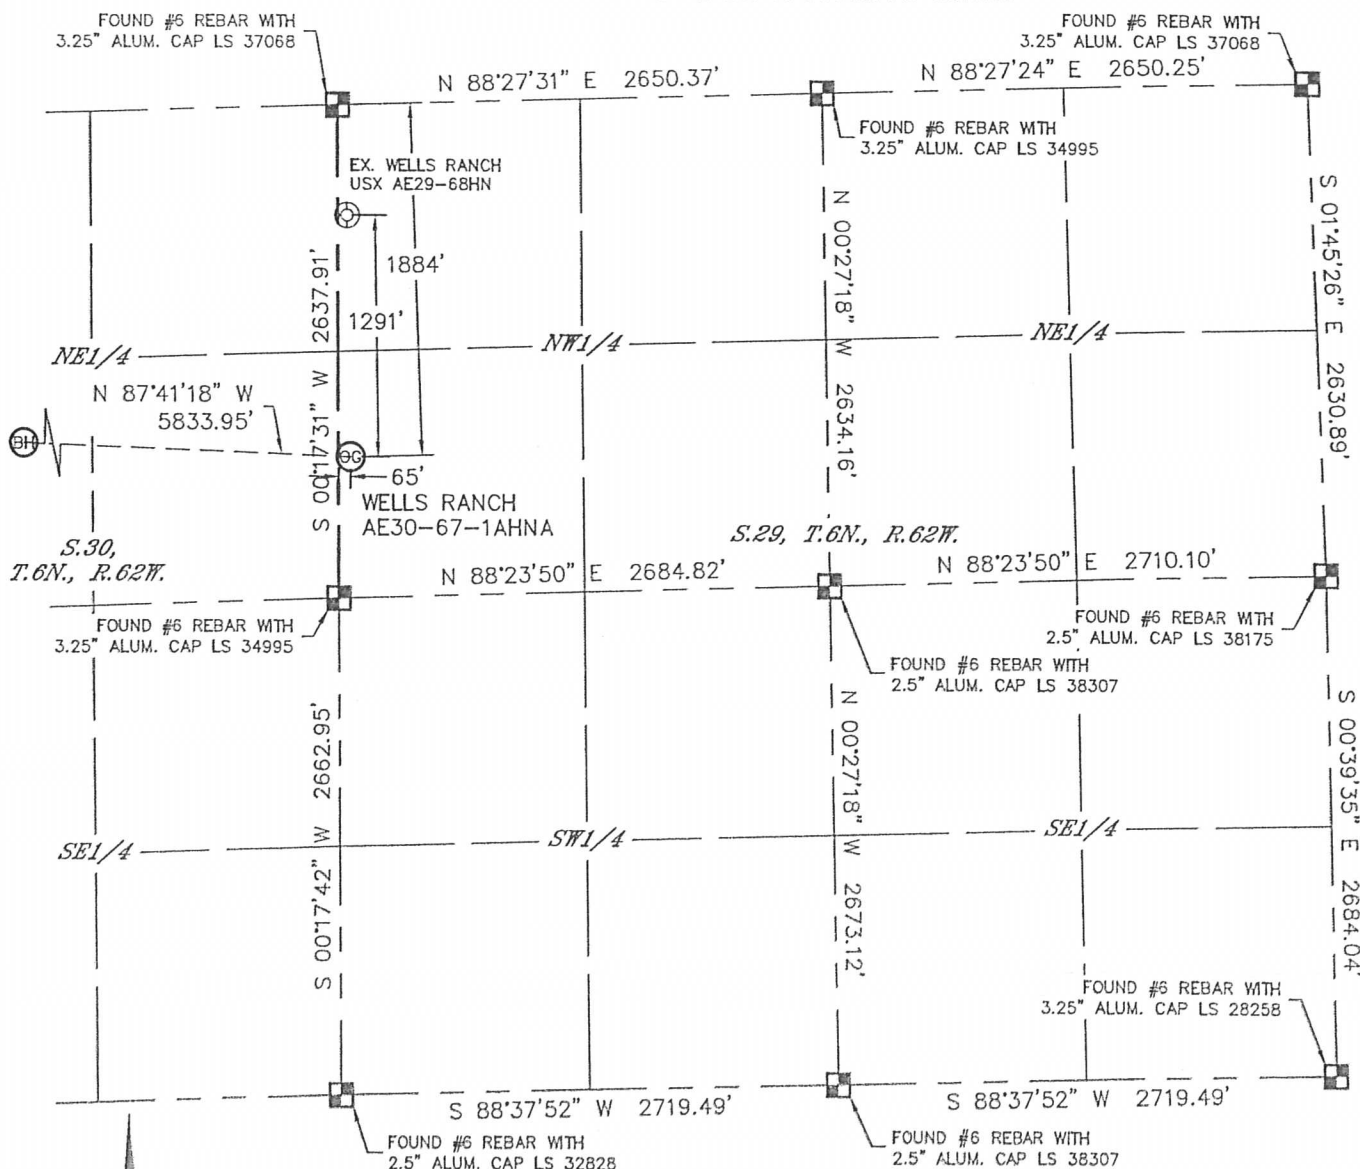 FOUND #6 REBAR WITH
3.25" ALUM. CAP LS 37068
FOUND #6 REBAR WITH
3.25" ALUM. CAP LS 37068
N 88°27'31" E 2650.37'
N 88°27'24" E 2650.25'
FOUND #6 REBAR WITH
3.25" ALUM. CAP LS 34995
EX. WELLS RANCH
USX AE29-68HN
1884'
1291'
S 00°17'31" W 2637.91'
N 00°27'18" W 2634.16'
S 01°45'26" E 2630.89'
NE1/4
NW1/4
NE1/4
N 87°41'18" W
5833.95'
BH
OG
65'
WELLS RANCH
AE30-67-1AHNA
S.30,
T.6N., R.62W.
S.29, T.6N., R.62W.
N 88°23'50" E 2684.82'
N 88°23'50" E 2710.10'
FOUND #6 REBAR WITH
3.25" ALUM. CAP LS 34995
FOUND #6 REBAR WITH
2.5" ALUM. CAP LS 38175
FOUND #6 REBAR WITH
2.5" ALUM. CAP LS 38307
S 00°17'42" W 2662.95'
N 00°27'18" W 2673.12'
S 00°39'35" E 2684.04'
SE1/4
SW1/4
SE1/4
FOUND #6 REBAR WITH
3.25" ALUM. CAP LS 28258
S 88°37'52" W 2719.49'
S 88°37'52" W 2719.49'
FOUND #6 REBAR WITH
2.5" ALUM. CAP LS 32828
FOUND #6 REBAR WITH
2.5" ALUM. CAP LS 38307